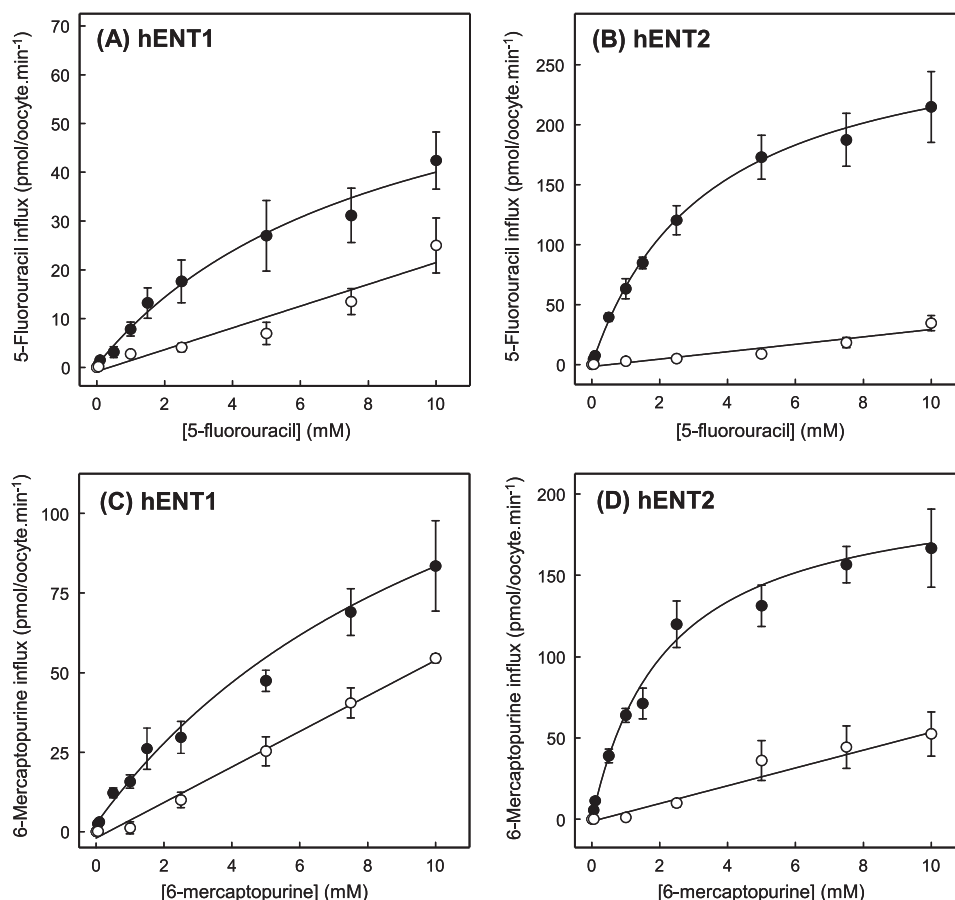 (A) hENT1
5-Fluorouracil influx (pmol/oocyte.min⁻¹)
70
60
50
40
30
20
10
0
0 2 4 6 8 10
[5-fluorouracil] (mM)
(B) hENT2
5-Fluorouracil influx (pmol/oocyte.min⁻¹)
250
200
150
100
50
0
0 2 4 6 8 10
[5-fluorouracil] (mM)
(C) hENT1
6-Mercaptopurine influx (pmol/oocyte.min⁻¹)
100
75
50
25
0
0 2 4 6 8 10
[6-mercaptopurine] (mM)
(D) hENT2
6-Mercaptopurine influx (pmol/oocyte.min⁻¹)
200
150
100
50
0
0 2 4 6 8 10
[6-mercaptopurine] (mM)